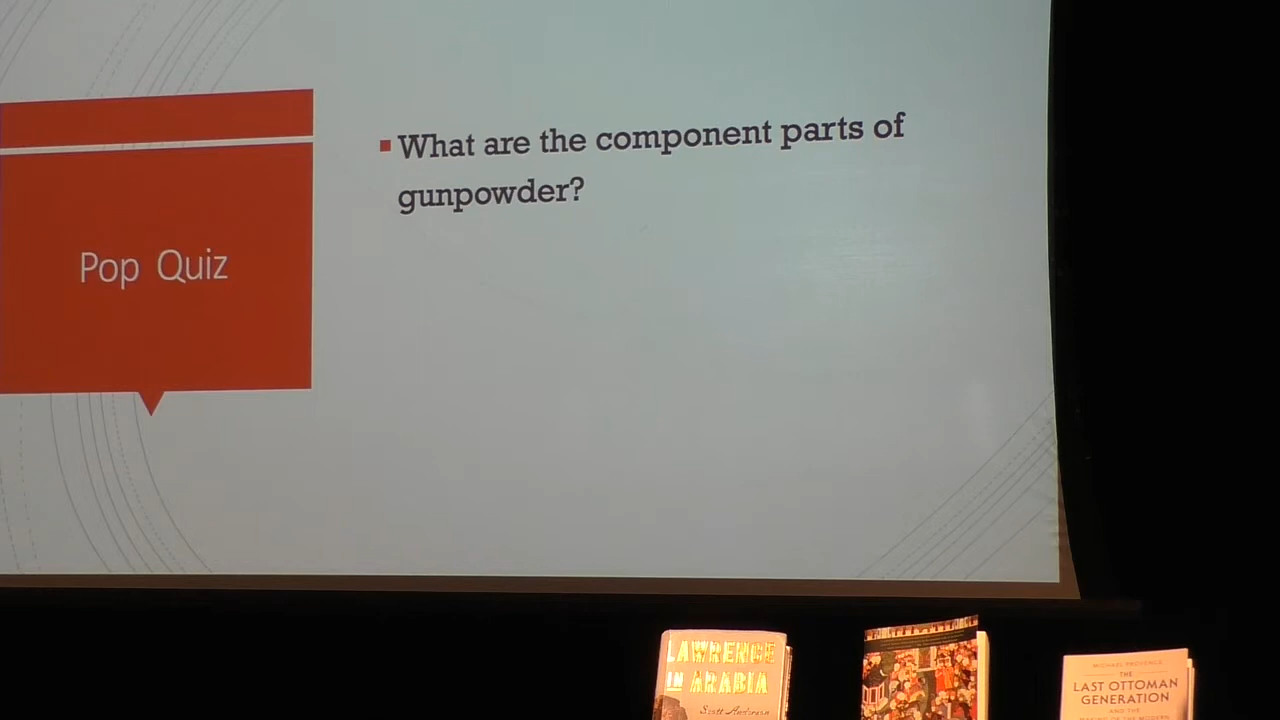 Pop Quiz
What are the component parts of
gunpowder?
LAWRENCE
IN ARABIA
Scott Anderson
MICHAEL PROVENCE
THE
LAST OTTOMAN
GENERATION
AND THE